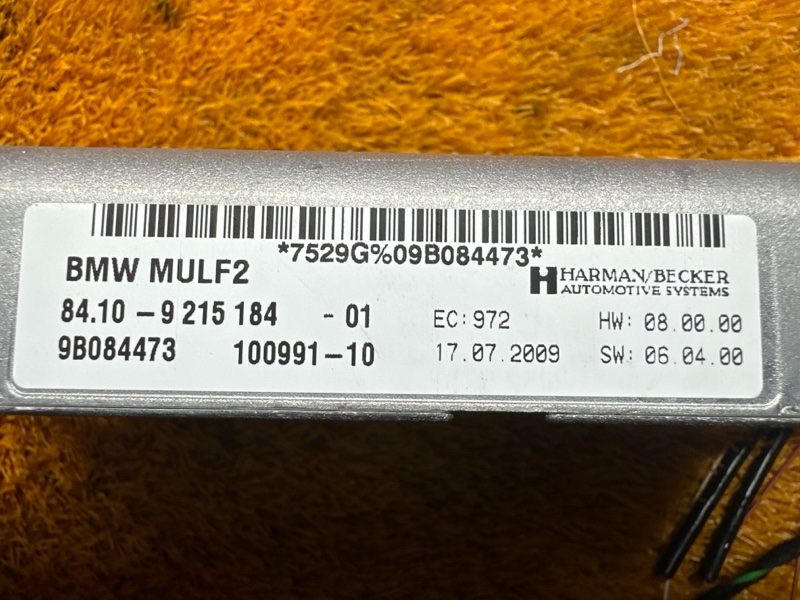 *7529G%09B084473*
BMW MULF2
HARMAN/BECKER
AUTOMOTIVE SYSTEMS
84.10-9 215 184 - 01
EC: 972
HW: 08.00.00
9B084473 100991-10
17.07.2009
SW: 06.04.00